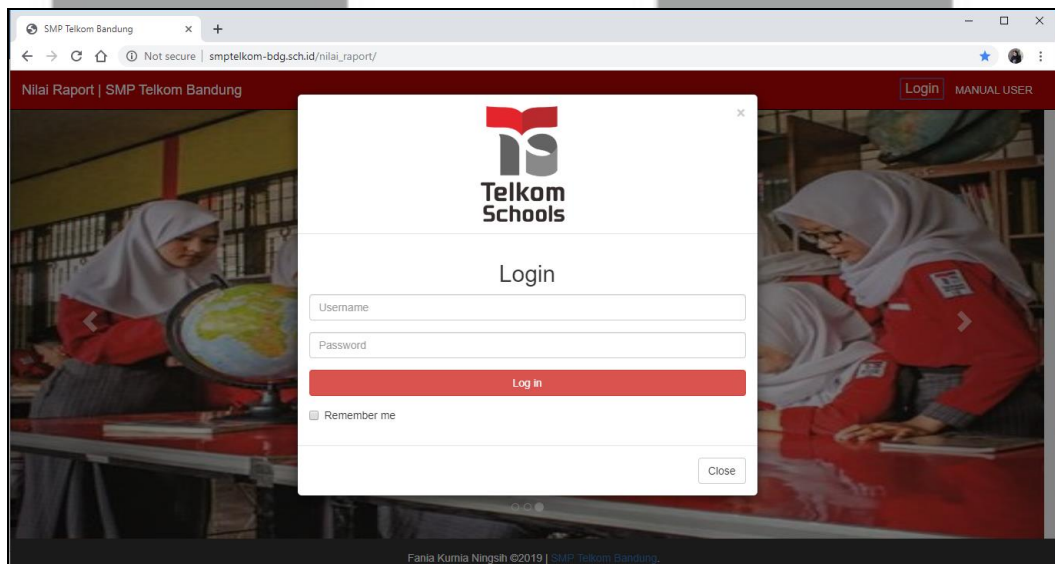 SMP Telkom Bandung
Not secure | smptelkom-bdg.sch.id/nilai_raport/
Nilai Raport | SMP Telkom Bandung
Login
MANUAL USER
Telkom
Schools
Login
Username
Password
Log in
Remember me
Close
Fania Kurnia Ningsih ©2019 | SMP Telkom Bandung.